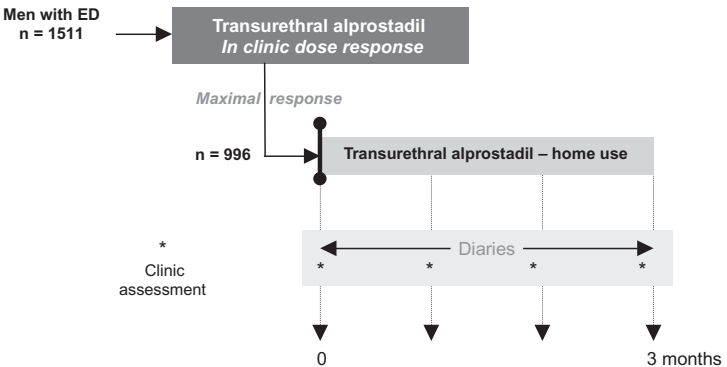 Men with ED
n = 1511
Transurethral alprostadil
In clinic dose response
Maximal response
n = 996
Transurethral alprostadil – home use
Diaries
* * * *
*
Clinic
assessment
0
3 months